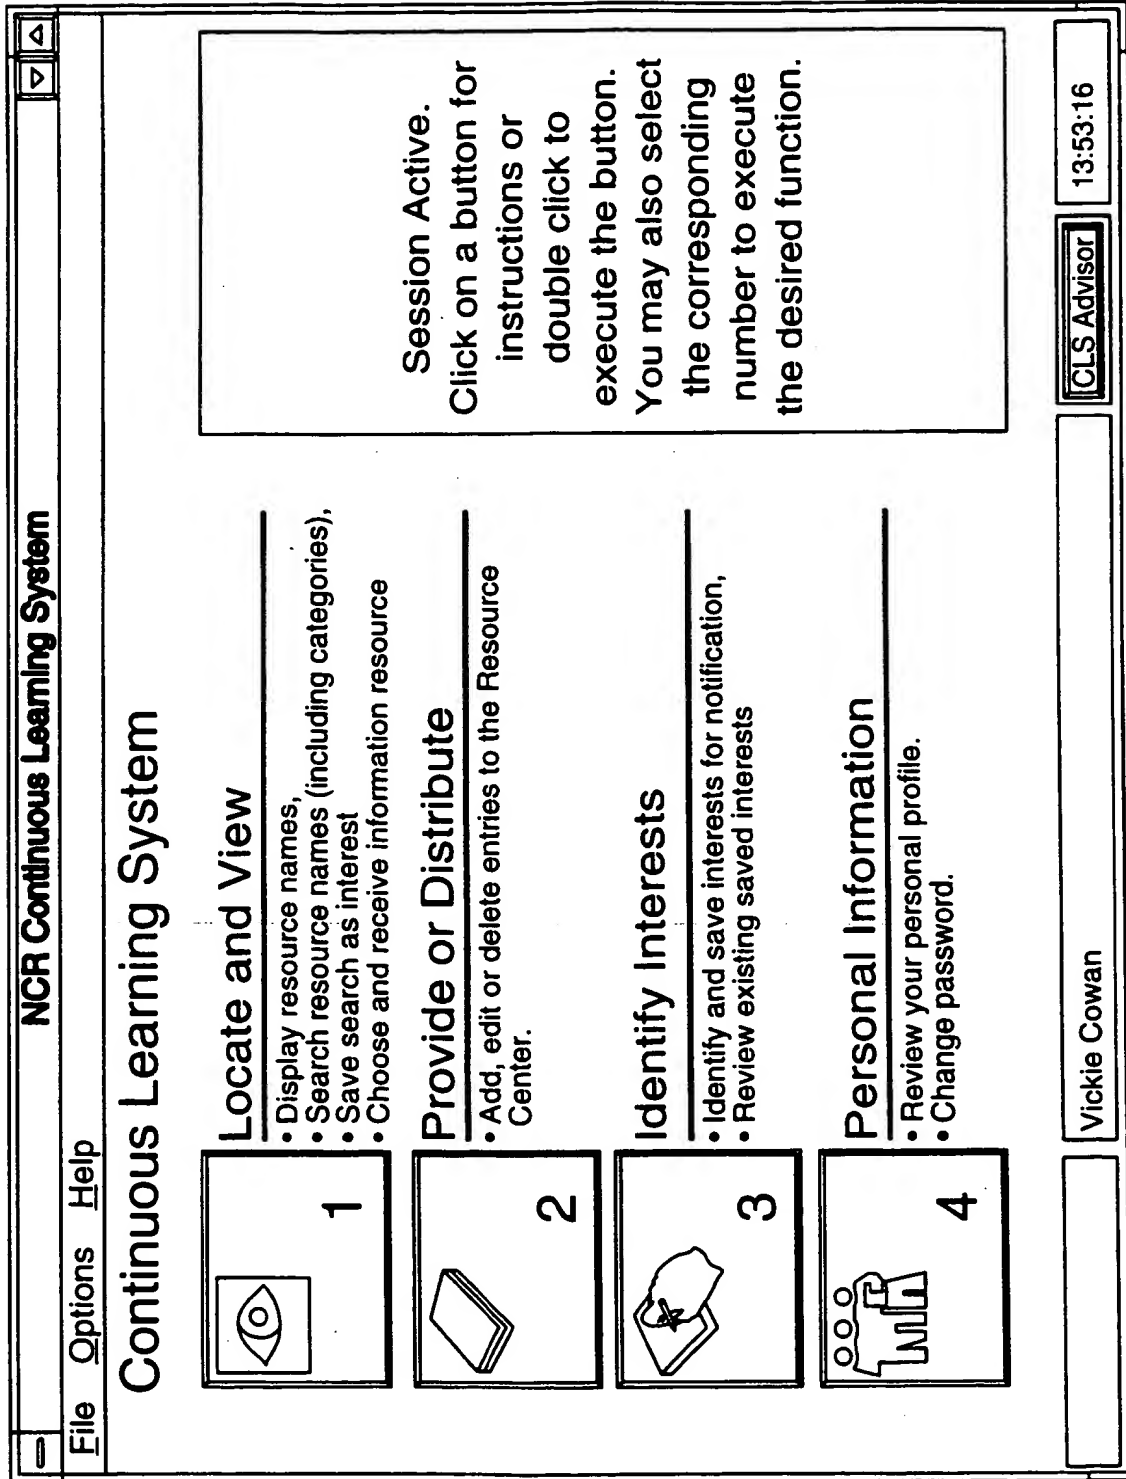 NCR Continuous Learning System
File Options Help
Continuous Learning System
1
Locate and View
• Display resource names,
• Search resource names (including categories),
• Save search as interest
• Choose and receive information resource
2
Provide or Distribute
• Add, edit or delete entries to the Resource
Center.
3
Identify Interests
• Identify and save interests for notification,
• Review existing saved interests
4
Personal Information
• Review your personal profile.
• Change password.
Session Active.
Click on a button for
instructions or
double click to
execute the button.
You may also select
the corresponding
number to execute
the desired function.
Vickie Cowan
CLS Advisor
13:53:16